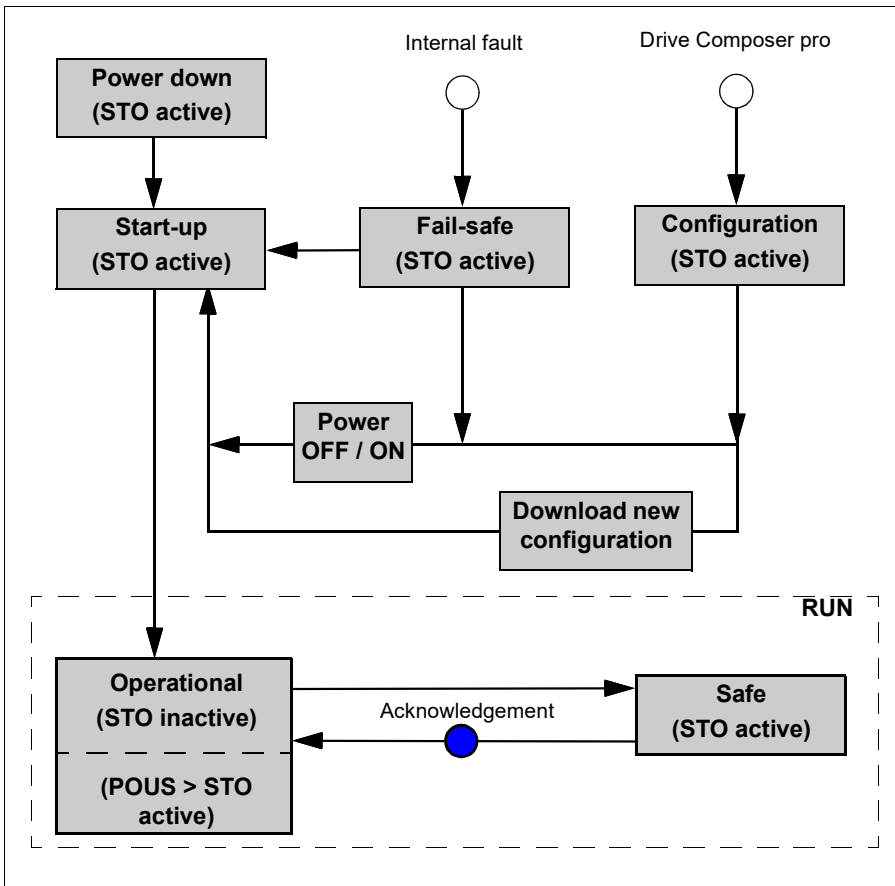 Internal fault
Drive Composer pro
Power down
(STO active)
Start-up
(STO active)
Fail-safe
(STO active)
Configuration
(STO active)
Power
OFF / ON
Download new
configuration
RUN
Operational
(STO inactive)
(POUS > STO
active)
Acknowledgement
Safe
(STO active)